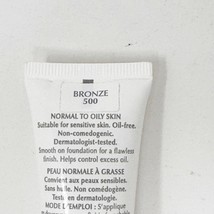 BRONZE
500
NORMAL TO OILY SKIN
Suitable for sensitive skin. Oil-free.
Non-comedogenic.
Dermatologist-tested.
Smooth on foundation for a flawless
finish. Helps control excess oil.
PEAU NORMALE À GRASSE
Convient aux peaux sensibles.
Sans huile. Non comédogène.
Testé en dermatologie.
MODE D'EMPLOI : S'applique